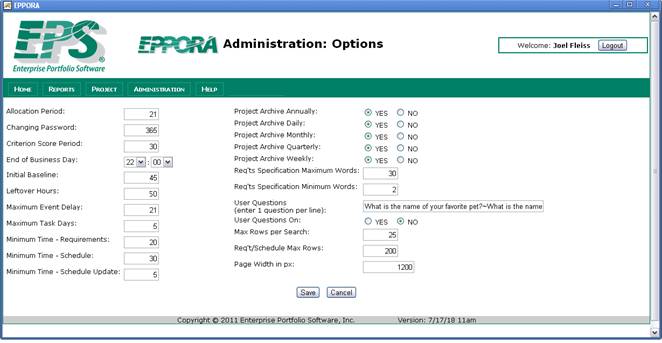 EPPORA
EPS
Enterprise Portfolio Software
EPPORA Administration: Options
Welcome: Joel Fleiss Logout
HOME REPORTS PROJECT ADMINISTRATION HELP
Allocation Period: 21
Changing Password: 365
Criterion Score Period: 30
End of Business Day: 22 : 00
Initial Baseline: 45
Leftover Hours: 50
Maximum Event Delay: 21
Maximum Task Days: 5
Minimum Time - Requirements: 20
Minimum Time - Schedule: 30
Minimum Time - Schedule Update: 5
Project Archive Annually: YES NO
Project Archive Daily: YES NO
Project Archive Monthly: YES NO
Project Archive Quarterly: YES NO
Project Archive Weekly: YES NO
Req'ts Specification Maximum Words: 30
Req'ts Specification Minimum Words: 2
User Questions
(enter 1 question per line): What is the name of your favorite pet?~What is the name
User Questions On: YES NO
Max Rows per Search: 25
Req't/Schedule Max Rows: 200
Page Width in px: 1200
Save Cancel
Copyright © 2011 Enterprise Portfolio Software, Inc. Version: 7/17/18 11am